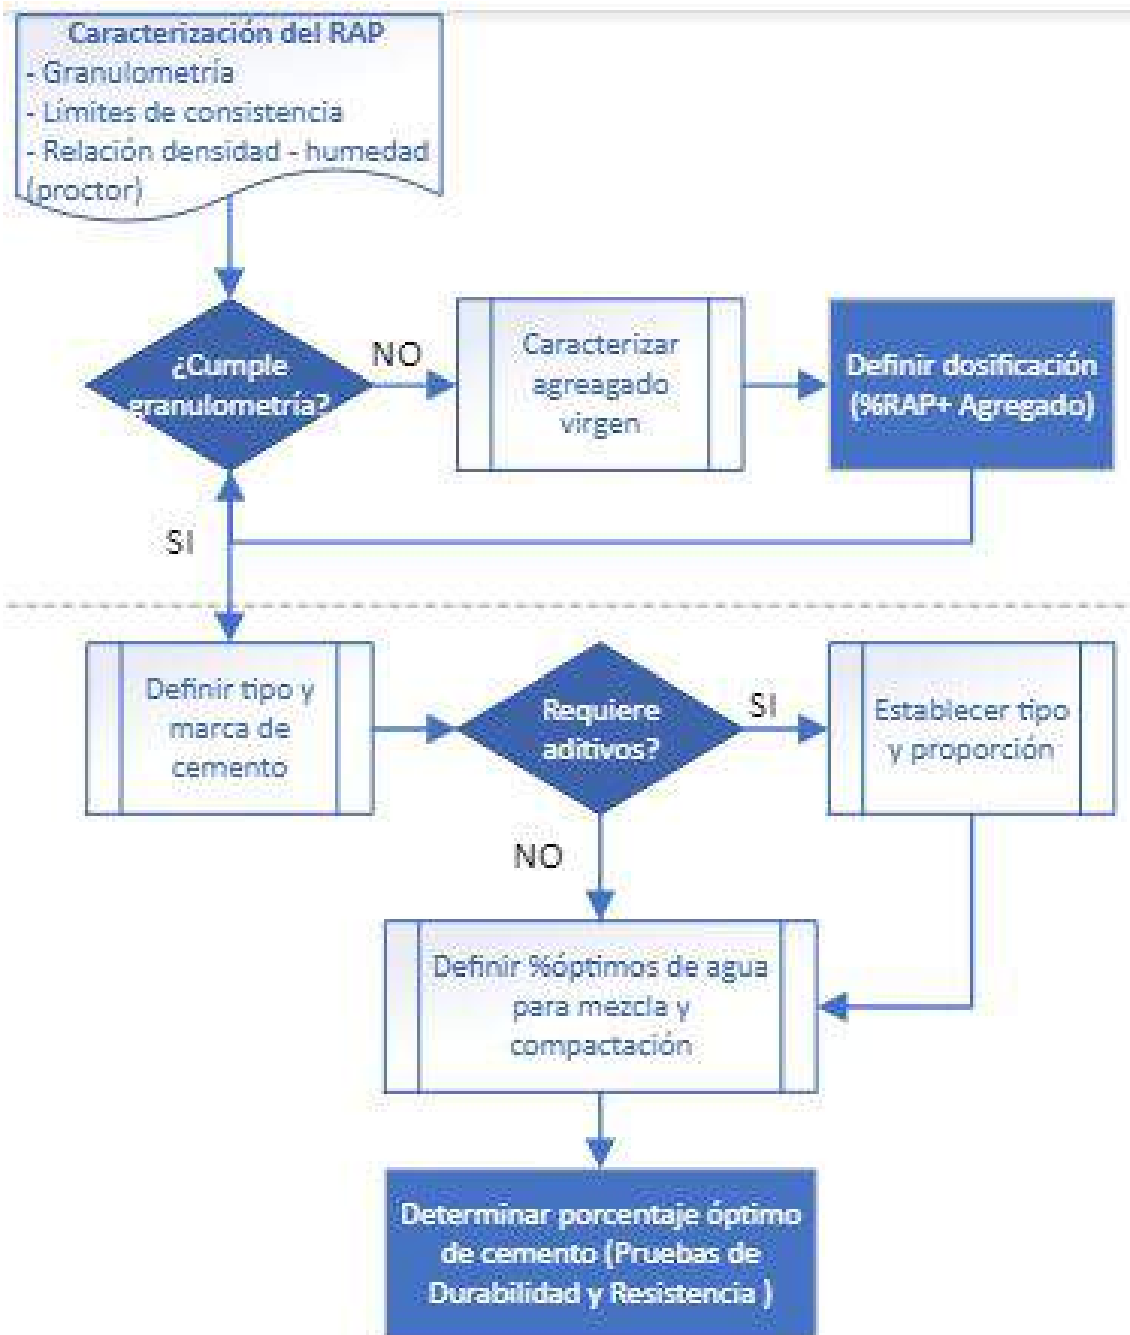 Caracterización del RAP
- Granulometría
- Límites de consistencia
- Relación densidad - humedad
(proctor)
¿Cumple
granulometría?
NO
Caracterizar
agreagado
virgen
Definir dosificación
(%RAP+ Agregado)
SI
Definir tipo y
marca de
cemento
Requiere
aditivos?
SI
Establecer tipo
y proporción
NO
Definir %óptimos de agua
para mezcla y
compactación
Determinar porcentaje óptimo
de cemento (Pruebas de
Durabilidad y Resistencia )